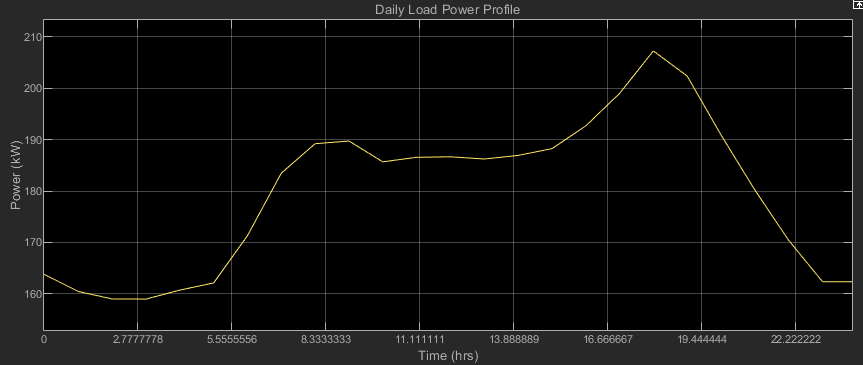 Daily Load Power Profile
210
200
190
180
170
160
Power (kW)
0 2.7777778 5.5555556 8.3333333 11.111111 13.888889 16.666667 19.444444 22.222222
Time (hrs)